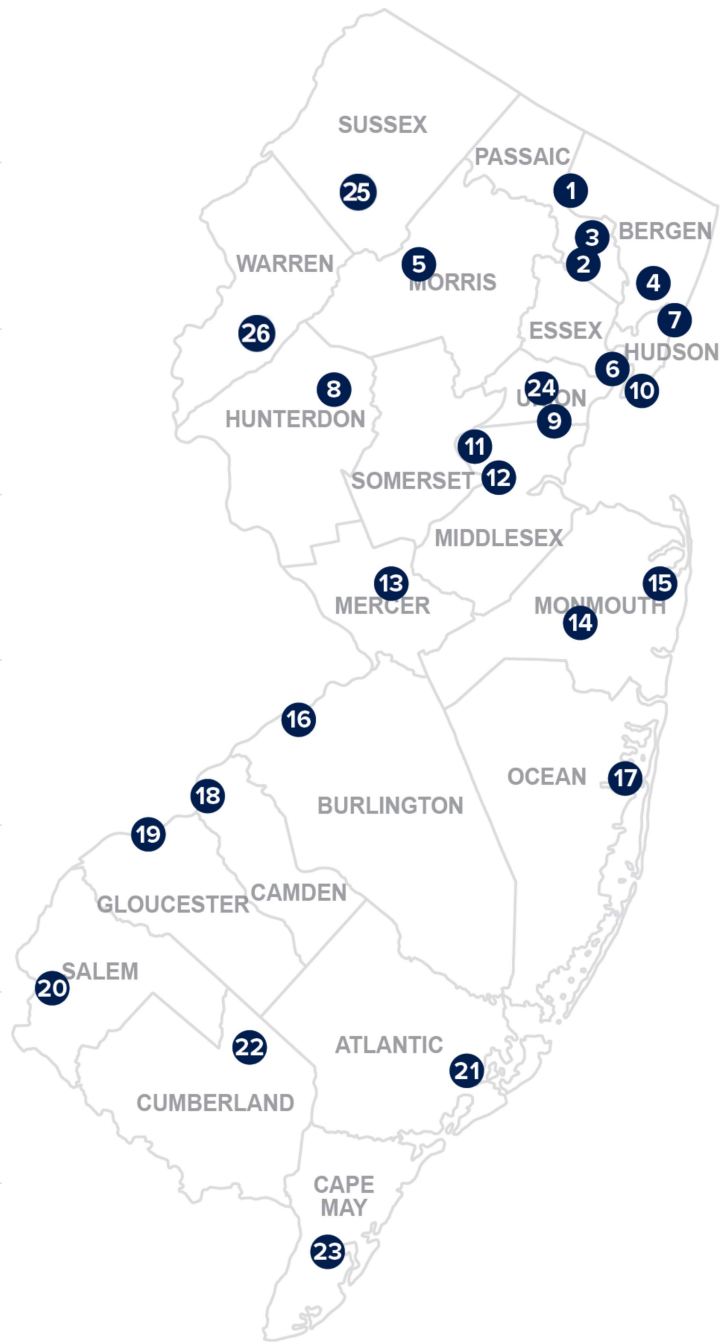 SUSSEX
PASSAIC
25
1
3
BERGEN
WARREN
5
2
MORRIS
4
26
ESSEX
7
HUDSON
6
8
24
UNION
10
HUNTERDON
9
11
SOMERSET
12
MIDDLESEX
13
15
MERCER
MONMOUTH
14
16
OCEAN
17
18
BURLINGTON
19
CAMDEN
GLOUCESTER
SALEM
20
ATLANTIC
22
21
CUMBERLAND
CAPE
MAY
23